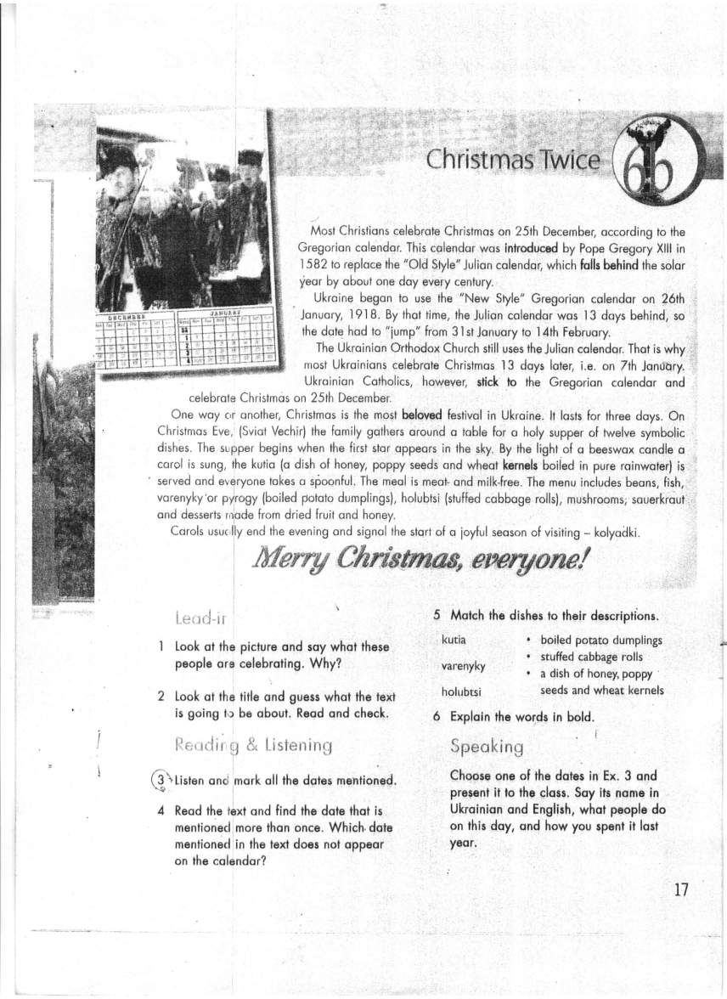 Christmas Twice
6b
Most Christians celebrate Christmas on 25th December, according to the
Gregorian calendar. This calendar was introduced by Pope Gregory XIII in
1582 to replace the "Old Style" Julian calendar, which falls behind the solar
year by about one day every century.
Ukraine began to use the "New Style" Gregorian calendar on 26th
January, 1918. By that time, the Julian calendar was 13 days behind, so
the date had to "jump" from 31st January to 14th February.
The Ukrainian Orthodox Church still uses the Julian calendar. That is why
most Ukrainians celebrate Christmas 13 days later, i.e. on 7th January.
Ukrainian Catholics, however, stick to the Gregorian calendar and
celebrate Christmas on 25th December.
DECEMBER
JANUARY
One way or another, Christmas is the most beloved festival in Ukraine. It lasts for three days. On
Christmas Eve, (Sviat Vechir) the family gathers around a table for a holy supper of twelve symbolic
dishes. The supper begins when the first star appears in the sky. By the light of a beeswax candle a
carol is sung, the kutia (a dish of honey, poppy seeds and wheat kernels boiled in pure rainwater) is
served and everyone takes a spoonful. The meal is meat- and milk-free. The menu includes beans, fish,
varenyky or pyrogy (boiled potato dumplings), holubtsi (stuffed cabbage rolls), mushrooms, sauerkraut
and desserts made from dried fruit and honey.
Carols usually end the evening and signal the start of a joyful season of visiting – kolyadki.
Merry Christmas, everyone!
Lead-in
1 Look at the picture and say what these
people are celebrating. Why?
2 Look at the title and guess what the text
is going to be about. Read and check.
Reading & Listening
3 Listen and mark all the dates mentioned.
4 Read the text and find the date that is
mentioned more than once. Which date
mentioned in the text does not appear
on the calendar?
5 Match the dishes to their descriptions.
kutia
varenyky
holubtsi
• boiled potato dumplings
• stuffed cabbage rolls
• a dish of honey, poppy
seeds and wheat kernels
6 Explain the words in bold.
Speaking
Choose one of the dates in Ex. 3 and
present it to the class. Say its name in
Ukrainian and English, what people do
on this day, and how you spent it last
year.
17